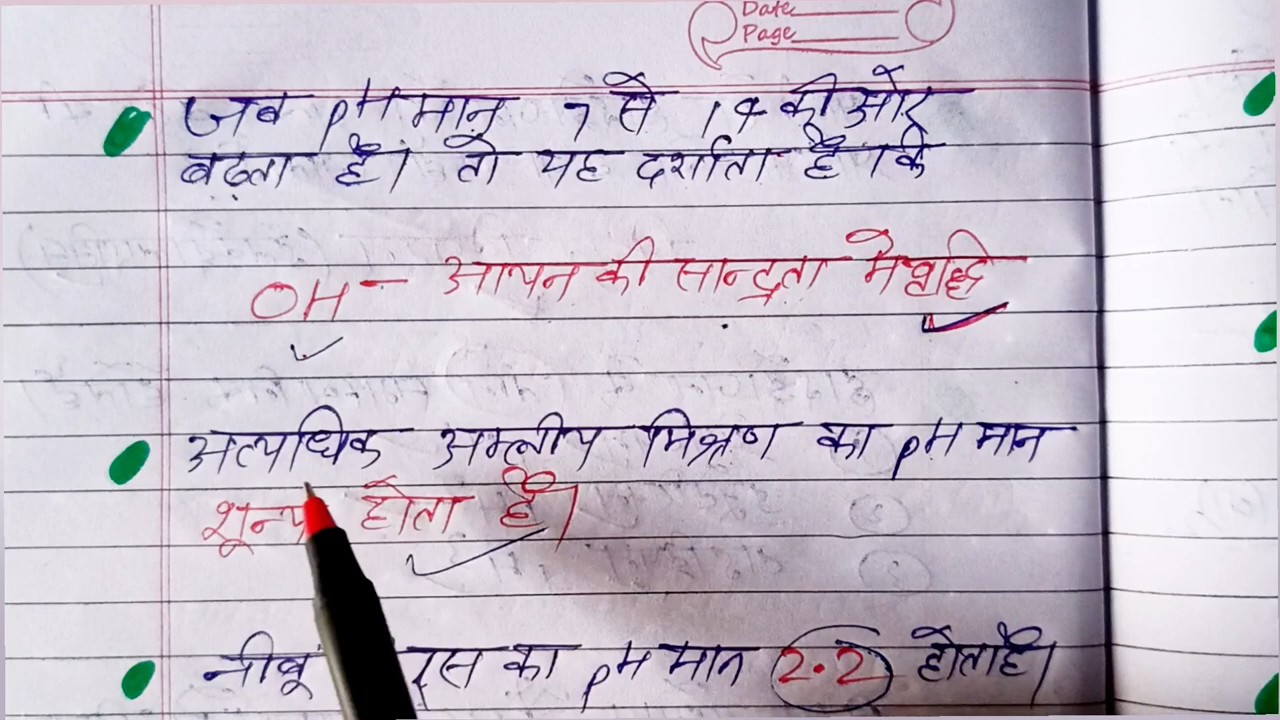 Date
Page
जब pH मान 7 से 14 की ओर
बढ़ता है। तो यह दर्शाता है कि
OH- आयन की सान्द्रता में वृद्धि
अत्यधिक अम्लीय मिश्रण का pH मान
शून्य होता है।
नीबू रस का pH मान 2.2 होता है।